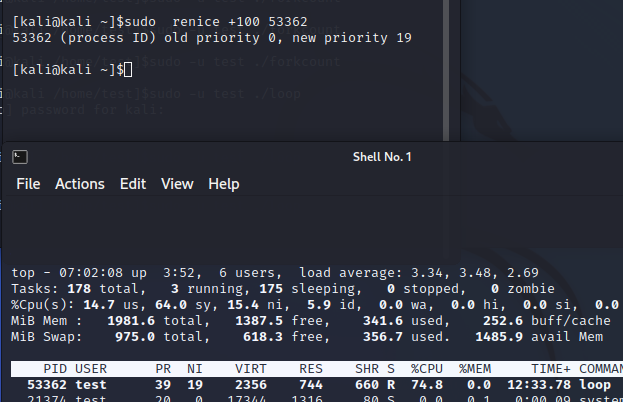 [kali@kali ~]$sudo  renice +100 53362
53362 (process ID) old priority 0, new priority 19
[kali@kali ~]$
kali /home/test]$sudo -u test ./loop
password for kali:
Shell No. 1
File Actions Edit View Help
top - 07:02:08 up  3:52,  6 users,  load average: 3.34, 3.48, 2.69
Tasks: 178 total,   3 running, 175 sleeping,   0 stopped,   0 zombie
%Cpu(s): 14.7 us, 64.0 sy, 15.4 ni,  5.9 id,  0.0 wa,  0.0 hi,  0.0 si,  0.0
MiB Mem :   1981.6 total,   1387.5 free,    341.6 used,    252.6 buff/cache
MiB Swap:    975.0 total,    618.3 free,    356.7 used.   1485.9 avail Mem
PID USER      PR  NI    VIRT    RES    SHR S  %CPU  %MEM     TIME+ COMMAN
53362 test      39  19    2356    744    660 R  74.8   0.0  12:33.78 loop
21374 test      20   0   17344   1316     80 S   0.0   0.1   0:00.09 system